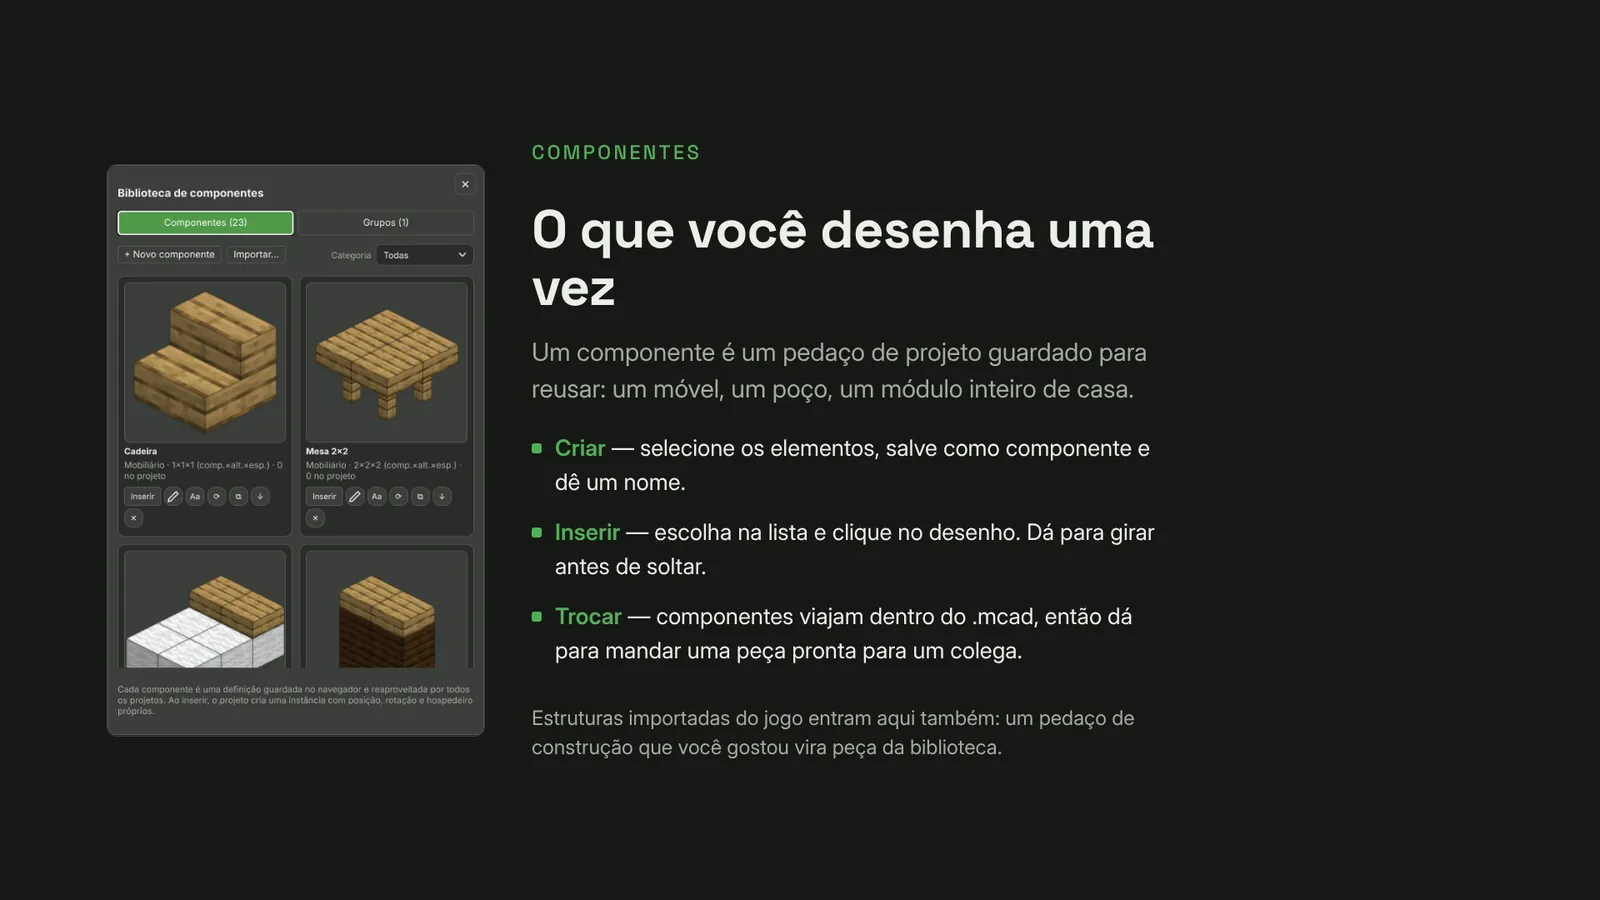 Biblioteca de componentes
×
Componentes (23)
Grupos (1)
+ Novo componente
Importar...
Categoria
Todas
Cadeira
Mobiliário · 1×1×1 (comp.×alt.×esp.) · 0
no projeto
Inserir
Aa
×
Mesa 2×2
Mobiliário · 2×2×2 (comp.×alt.×esp.) ·
0 no projeto
Inserir
Aa
×
Cada componente é uma definição guardada no navegador e reaproveitada por todos
os projetos. Ao inserir, o projeto cria uma instância com posição, rotação e hospedeiro
próprios.
COMPONENTES
O que você desenha uma
vez
Um componente é um pedaço de projeto guardado para
reusar: um móvel, um poço, um módulo inteiro de casa.
Criar — selecione os elementos, salve como componente e
dê um nome.
Inserir — escolha na lista e clique no desenho. Dá para girar
antes de soltar.
Trocar — componentes viajam dentro do .mcad, então dá
para mandar uma peça pronta para um colega.
Estruturas importadas do jogo entram aqui também: um pedaço de
construção que você gostou vira peça da biblioteca.